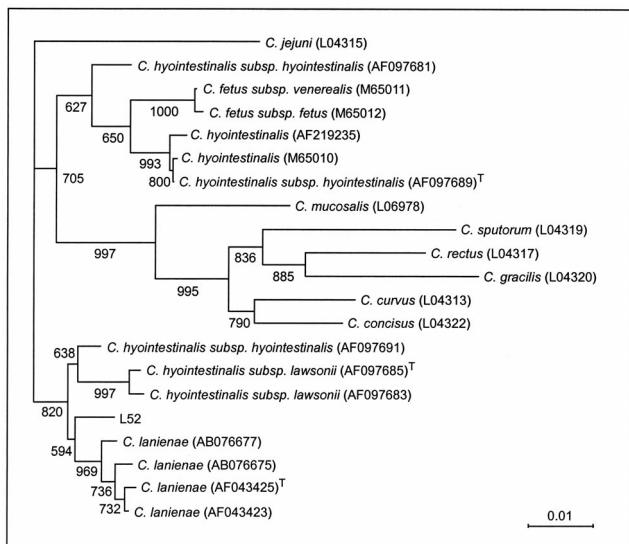 C. jejuni (L04315)
C. hyointestinalis subsp. hyointestinalis (AF097681)
627
C. fetus subsp. venerealis (M65011)
1000
C. fetus subsp. fetus (M65012)
650
C. hyointestinalis (AF219235)
993
C. hyointestinalis (M65010)
800
C. hyointestinalis subsp. hyointestinalis (AF097689)T
705
C. mucosalis (L06978)
997
C. sputorum (L04319)
836
C. rectus (L04317)
885
C. gracilis (L04320)
995
C. curvus (L04313)
790
C. concisus (L04322)
638
C. hyointestinalis subsp. hyointestinalis (AF097691)
C. hyointestinalis subsp. lawsonii (AF097685)T
997
C. hyointestinalis subsp. lawsonii (AF097683)
820
L52
594
C. lanienae (AB076677)
969
C. lanienae (AB076675)
736
C. lanienae (AF043425)T
732
C. lanienae (AF043423)
0.01